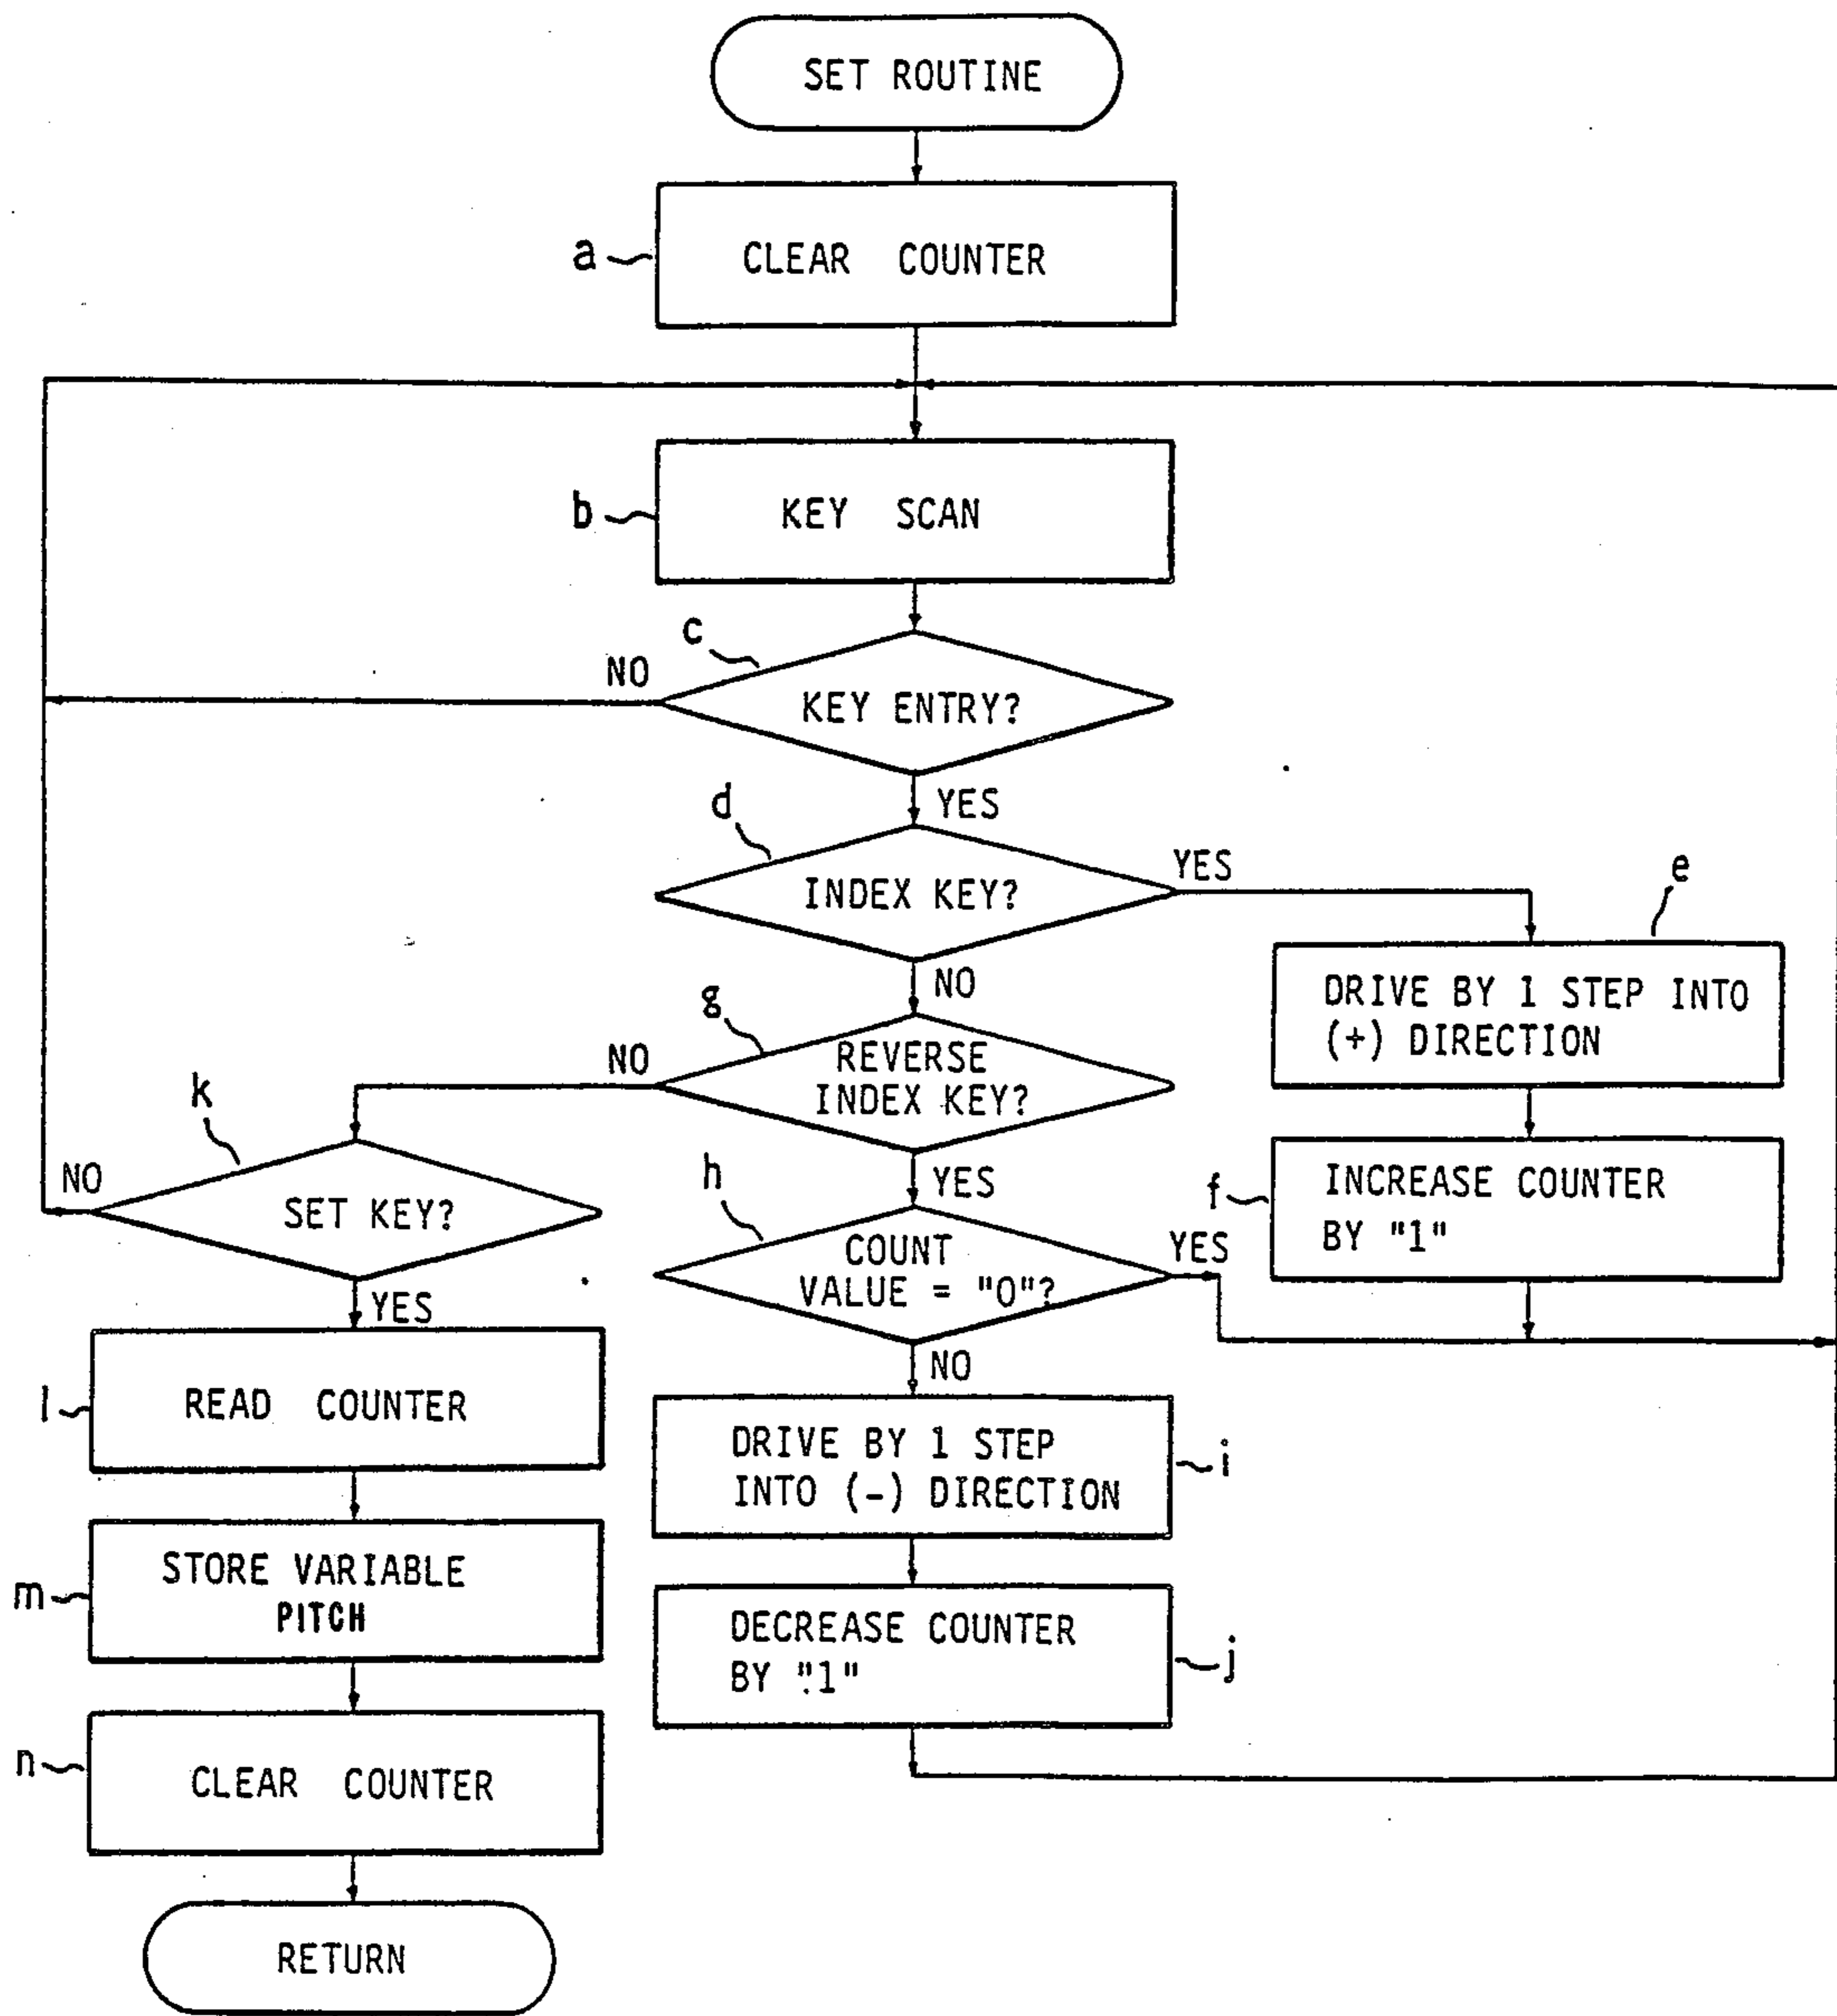 SET ROUTINE
a
CLEAR COUNTER
b
KEY SCAN
c
NO
KEY ENTRY?
YES
d
INDEX KEY?
YES
e
DRIVE BY 1 STEP INTO
(+) DIRECTION
NO
g
REVERSE
INDEX KEY?
NO
YES
f
INCREASE COUNTER
BY "1"
k
NO
SET KEY?
YES
h
COUNT
VALUE = "0"?
YES
NO
l
READ COUNTER
DRIVE BY 1 STEP
INTO (-) DIRECTION
i
m
STORE VARIABLE
PITCH
DECREASE COUNTER
BY "1"
j
n
CLEAR COUNTER
RETURN